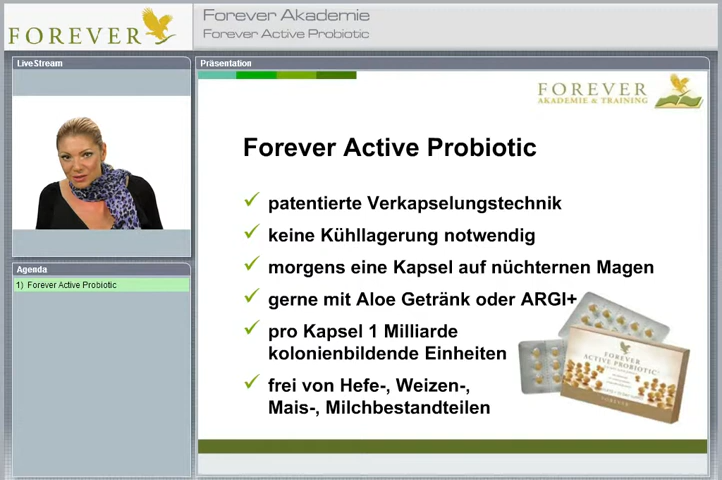 FOREVER
Forever Akademie
Forever Active Probiotic
LiveStream
Präsentation
FOREVER
AKADEMIE & TRAINING
Forever Active Probiotic
patentierte Verkapselungstechnik
keine Kühllagerung notwendig
morgens eine Kapsel auf nüchternen Magen
gerne mit Aloe Getränk oder ARGI+
pro Kapsel 1 Milliarde
kolonienbildende Einheiten
frei von Hefe-, Weizen-,
Mais-, Milchbestandteilen
FOREVER
ACTIVE PROBIOTIC
FOREVER
Agenda
1) Forever Active Probiotic